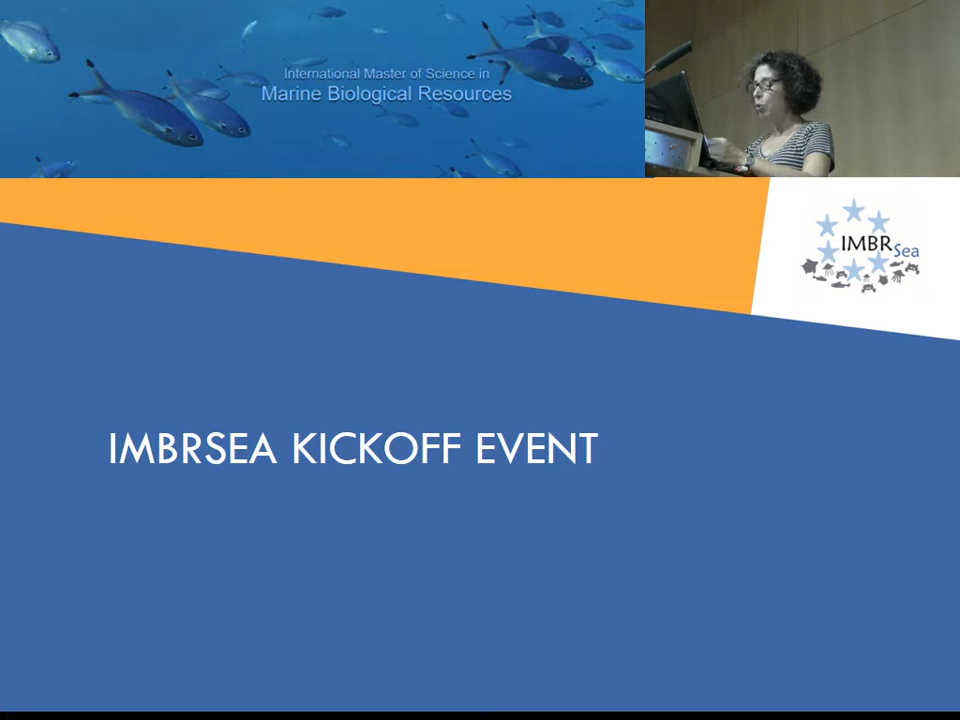 International Master of Science in
Marine Biological Resources
IMBRSea
IMBRSEA KICKOFF EVENT